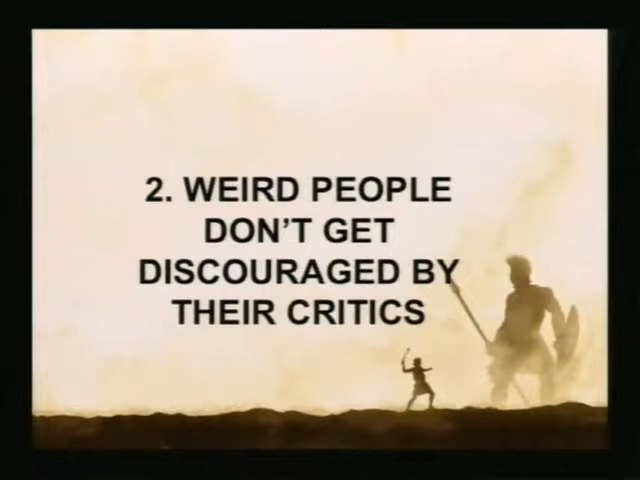 2. WEIRD PEOPLE
DON'T GET
DISCOURAGED BY
THEIR CRITICS